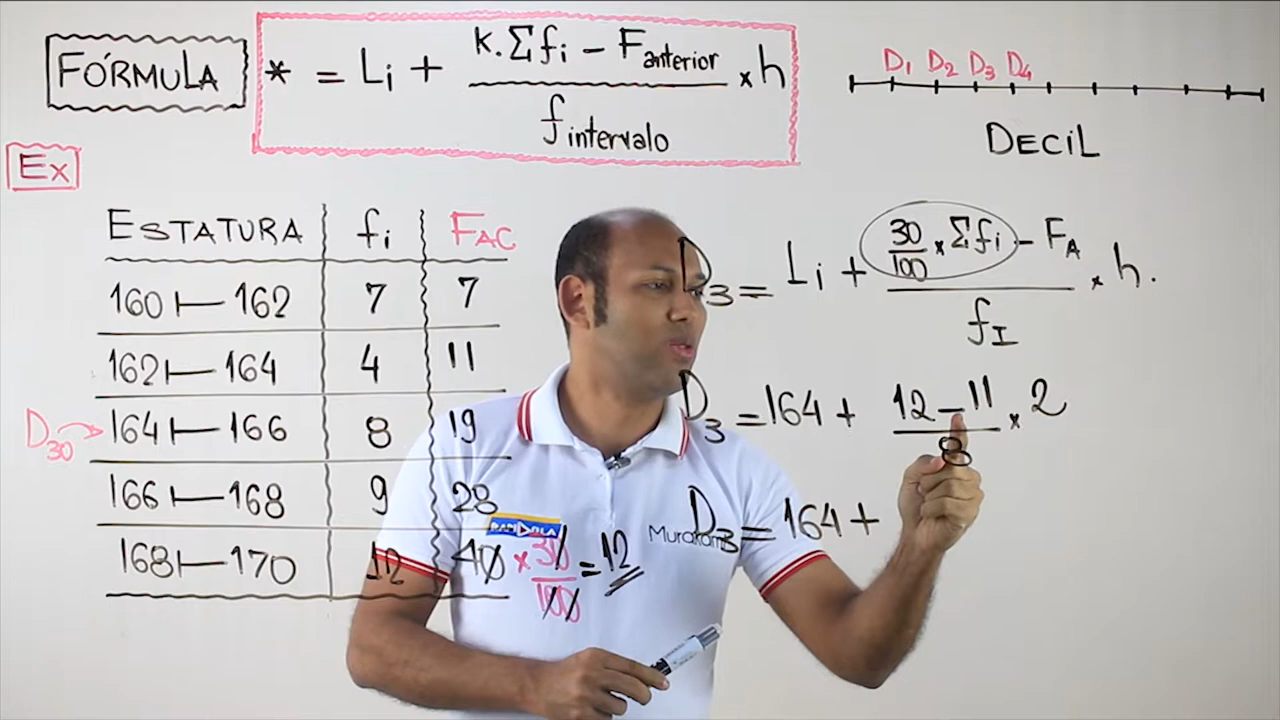 FÓRMULA
* = Li + K.Σfi - Fanterior / fintervalo × h
D1 D2 D3 D4
DECIL
Ex
ESTATURA fi FAC
160 ⊢ 162 7 7
162 ⊢ 164 4 11
D30 → 164 ⊢ 166 8 19
166 ⊢ 168 9 28
168 ⊢ 170 12 40 × 30/100 = 12
D3 = Li + 30/100 × Σfi - FA / fI × h.
D3 = 164 + 12 - 11 / 8 × 2
D3 = 164 +
Murakami